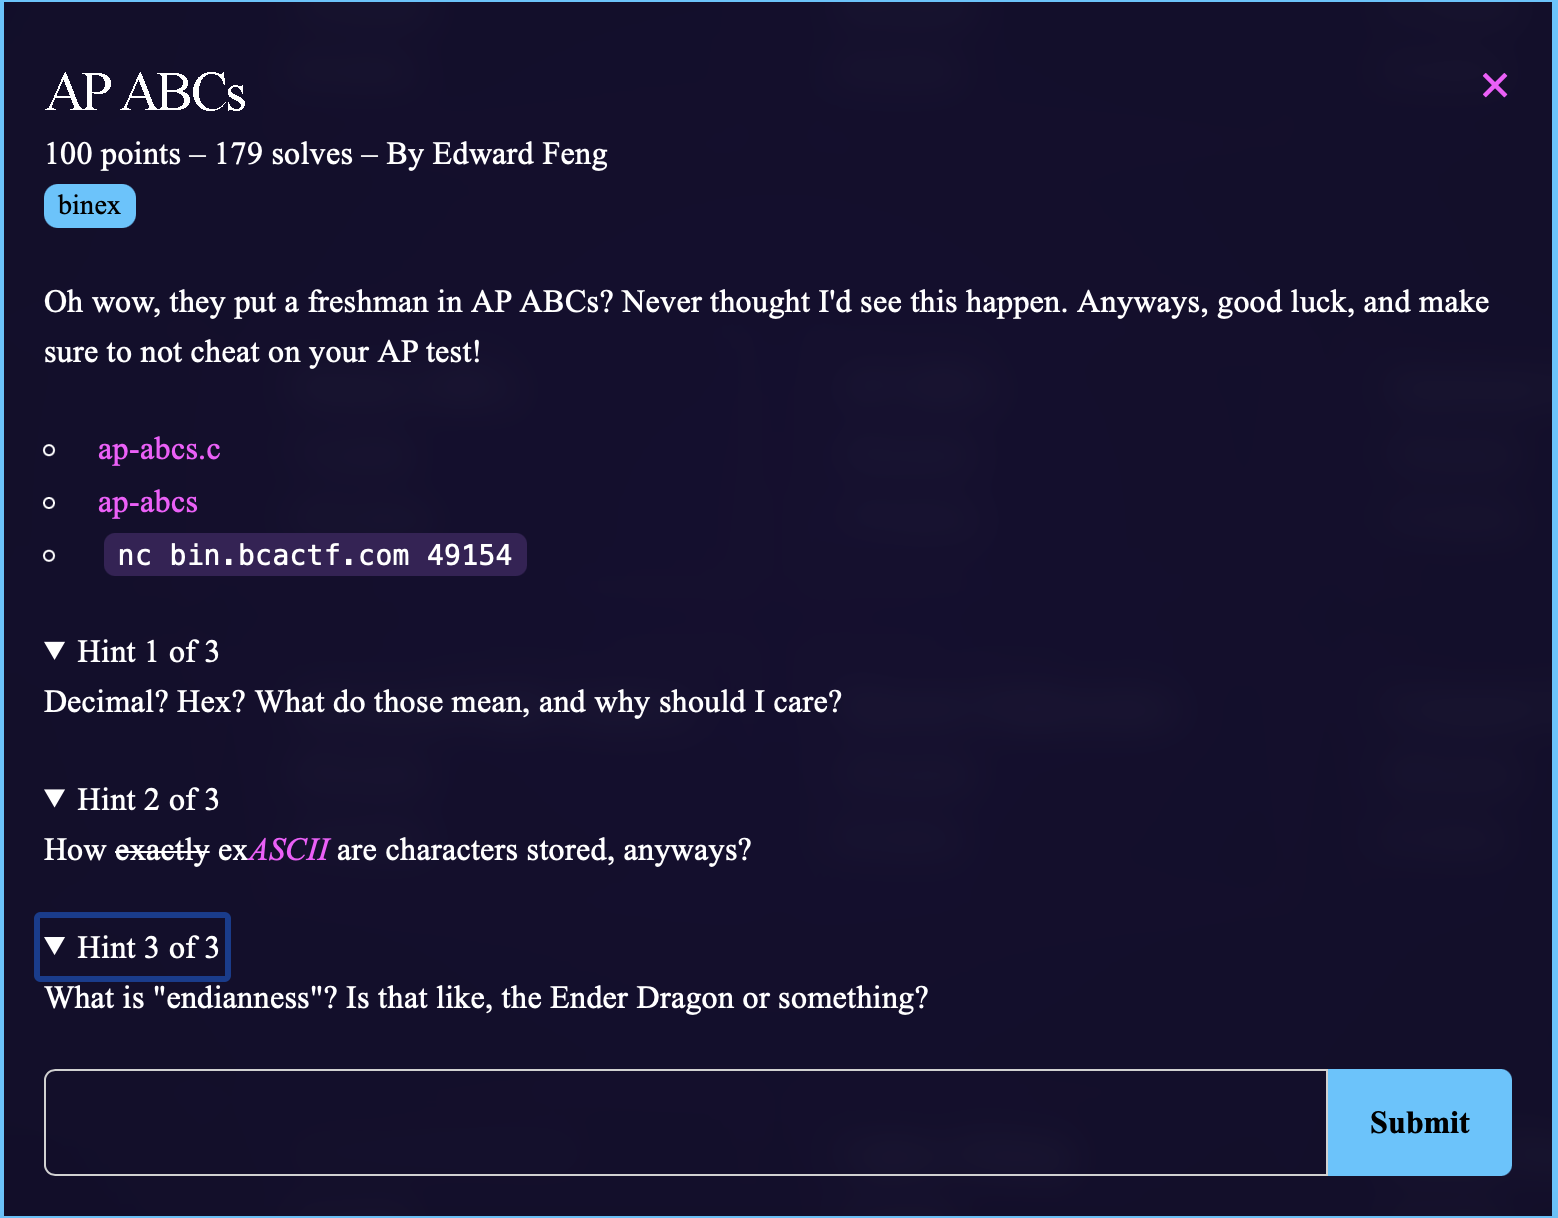 AP ABCs
100 points – 179 solves – By Edward Feng
binex
Oh wow, they put a freshman in AP ABCs? Never thought I'd see this happen. Anyways, good luck, and make
sure to not cheat on your AP test!
ap-abcs.c
ap-abcs
nc bin.bcactf.com 49154
Hint 1 of 3
Decimal? Hex? What do those mean, and why should I care?
Hint 2 of 3
How exactly exASCII are characters stored, anyways?
Hint 3 of 3
What is "endianness"? Is that like, the Ender Dragon or something?
Submit